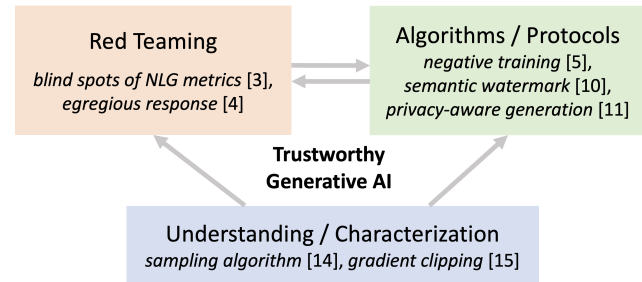 Red Teaming
blind spots of NLG metrics [3],
egregious response [4]
Algorithms / Protocols
negative training [5],
semantic watermark [10],
privacy-aware generation [11]
Trustworthy
Generative AI
Understanding / Characterization
sampling algorithm [14], gradient clipping [15]